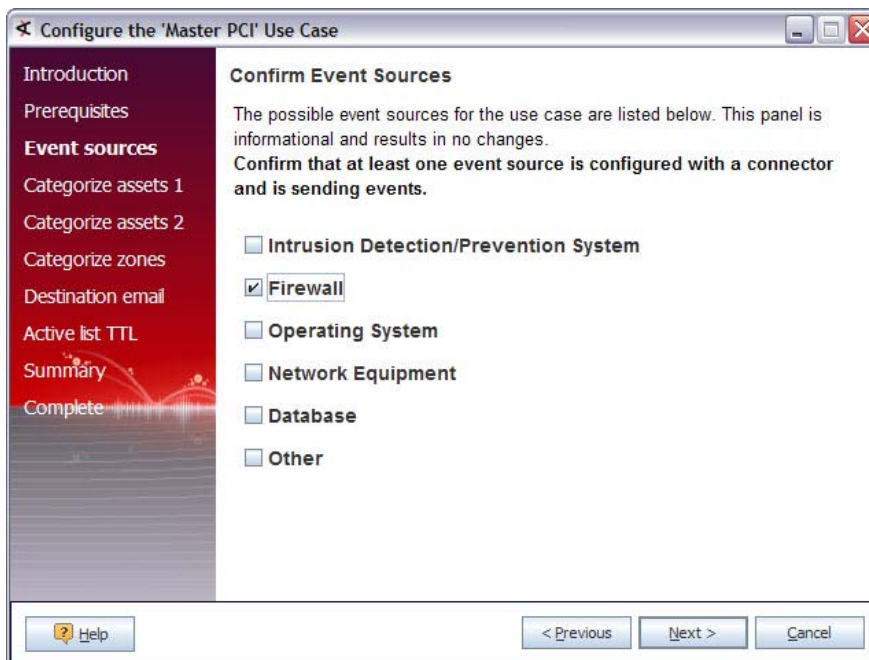 Configure the 'Master PCI' Use Case
Introduction
Prerequisites
Event sources
Categorize assets 1
Categorize assets 2
Categorize zones
Destination email
Active list TTL
Summary
Complete
Confirm Event Sources
The possible event sources for the use case are listed below. This panel is
informational and results in no changes.
Confirm that at least one event source is configured with a connector
and is sending events.
Intrusion Detection/Prevention System
Firewall
Operating System
Network Equipment
Database
Other
Help
< Previous
Next >
Cancel